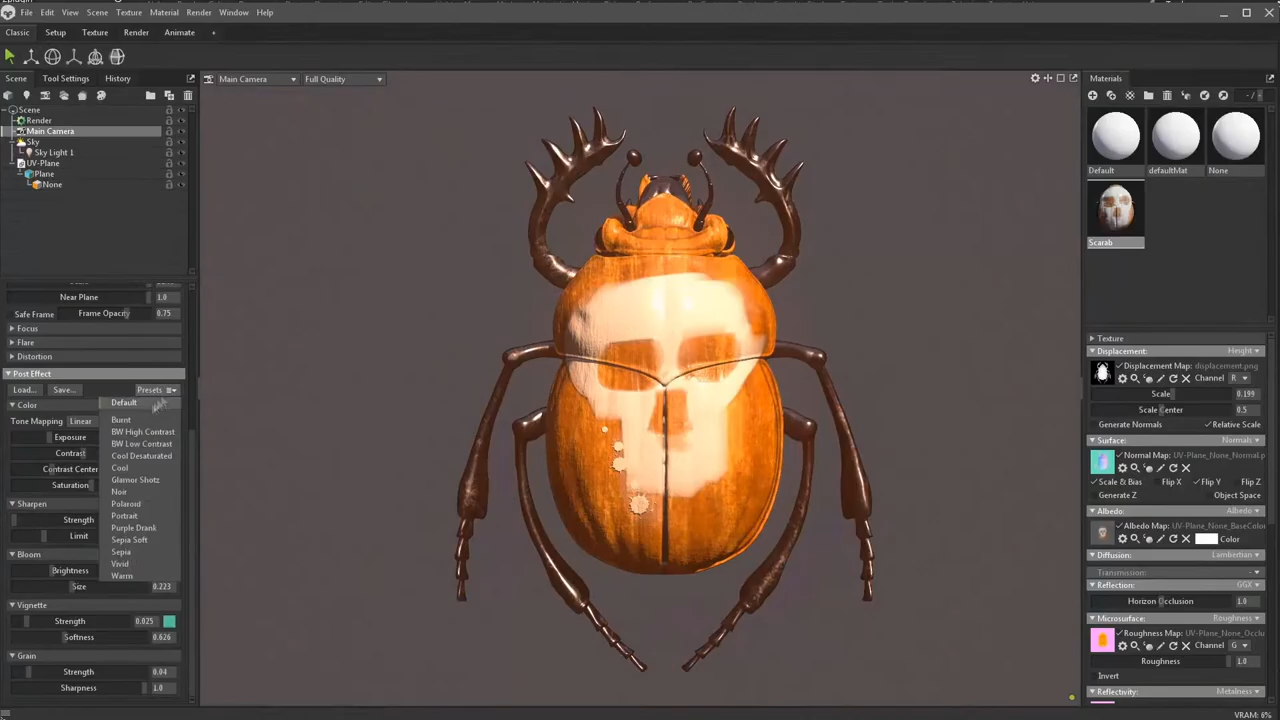 File Edit View Scene Texture Material Render Window Help
Classic Setup Texture Render Animate +
Scene Tool Settings History
Main Camera Full Quality
Materials
Scene
Render
Main Camera
Sky
Sky Light 1
UV-Plane
Plane
None
Near Plane 1.0
Safe Frame Frame Opacity 0.75
Focus
Flare
Distortion
Post Effect
Load... Save... Presets
Color
Tone Mapping Linear
Exposure
Contrast
Contrast Center
Saturation
Sharpen
Strength
Limit
Bloom
Brightness
Size 0.223
Vignette
Strength 0.025
Softness 0.626
Grain
Strength 0.04
Sharpness 1.0
Default
Burnt
BW High Contrast
BW Low Contrast
Cool Desaturated
Cool
Glamor Shotz
Noir
Polaroid
Portrait
Purple Drank
Sepia Soft
Sepia
Vivid
Warm
Default defaultMat None
Scarab
Texture
Displacement: Height
Displacement Map: displacement.png
Channel R
Scale 0.199
Scale Center 0.5
Generate Normals Relative Scale
Surface: Normals
Normal Map: UV-Plane_None_Normal.p
Scale & Bias Flip X Flip Y Flip Z
Generate Z Object Space
Albedo: Albedo
Albedo Map: UV-Plane_None_BaseColor
Color
Diffusion: Lambertian
Transmission: -
Reflection: GGX
Horizon Occlusion 1.0
Microsurface: Roughness
Roughness Map: UV-Plane_None_Occlu
Channel G
Roughness 1.0
Invert
Reflectivity: Metalness
VRAM: 6%